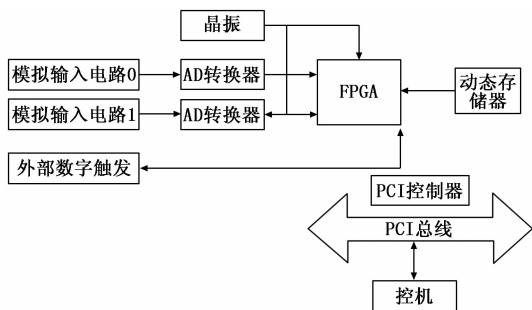 晶振
模拟输入电路0
AD转换器
FPGA
动态存
储器
模拟输入电路1
AD转换器
外部数字触发
PCI控制器
PCI总线
控机